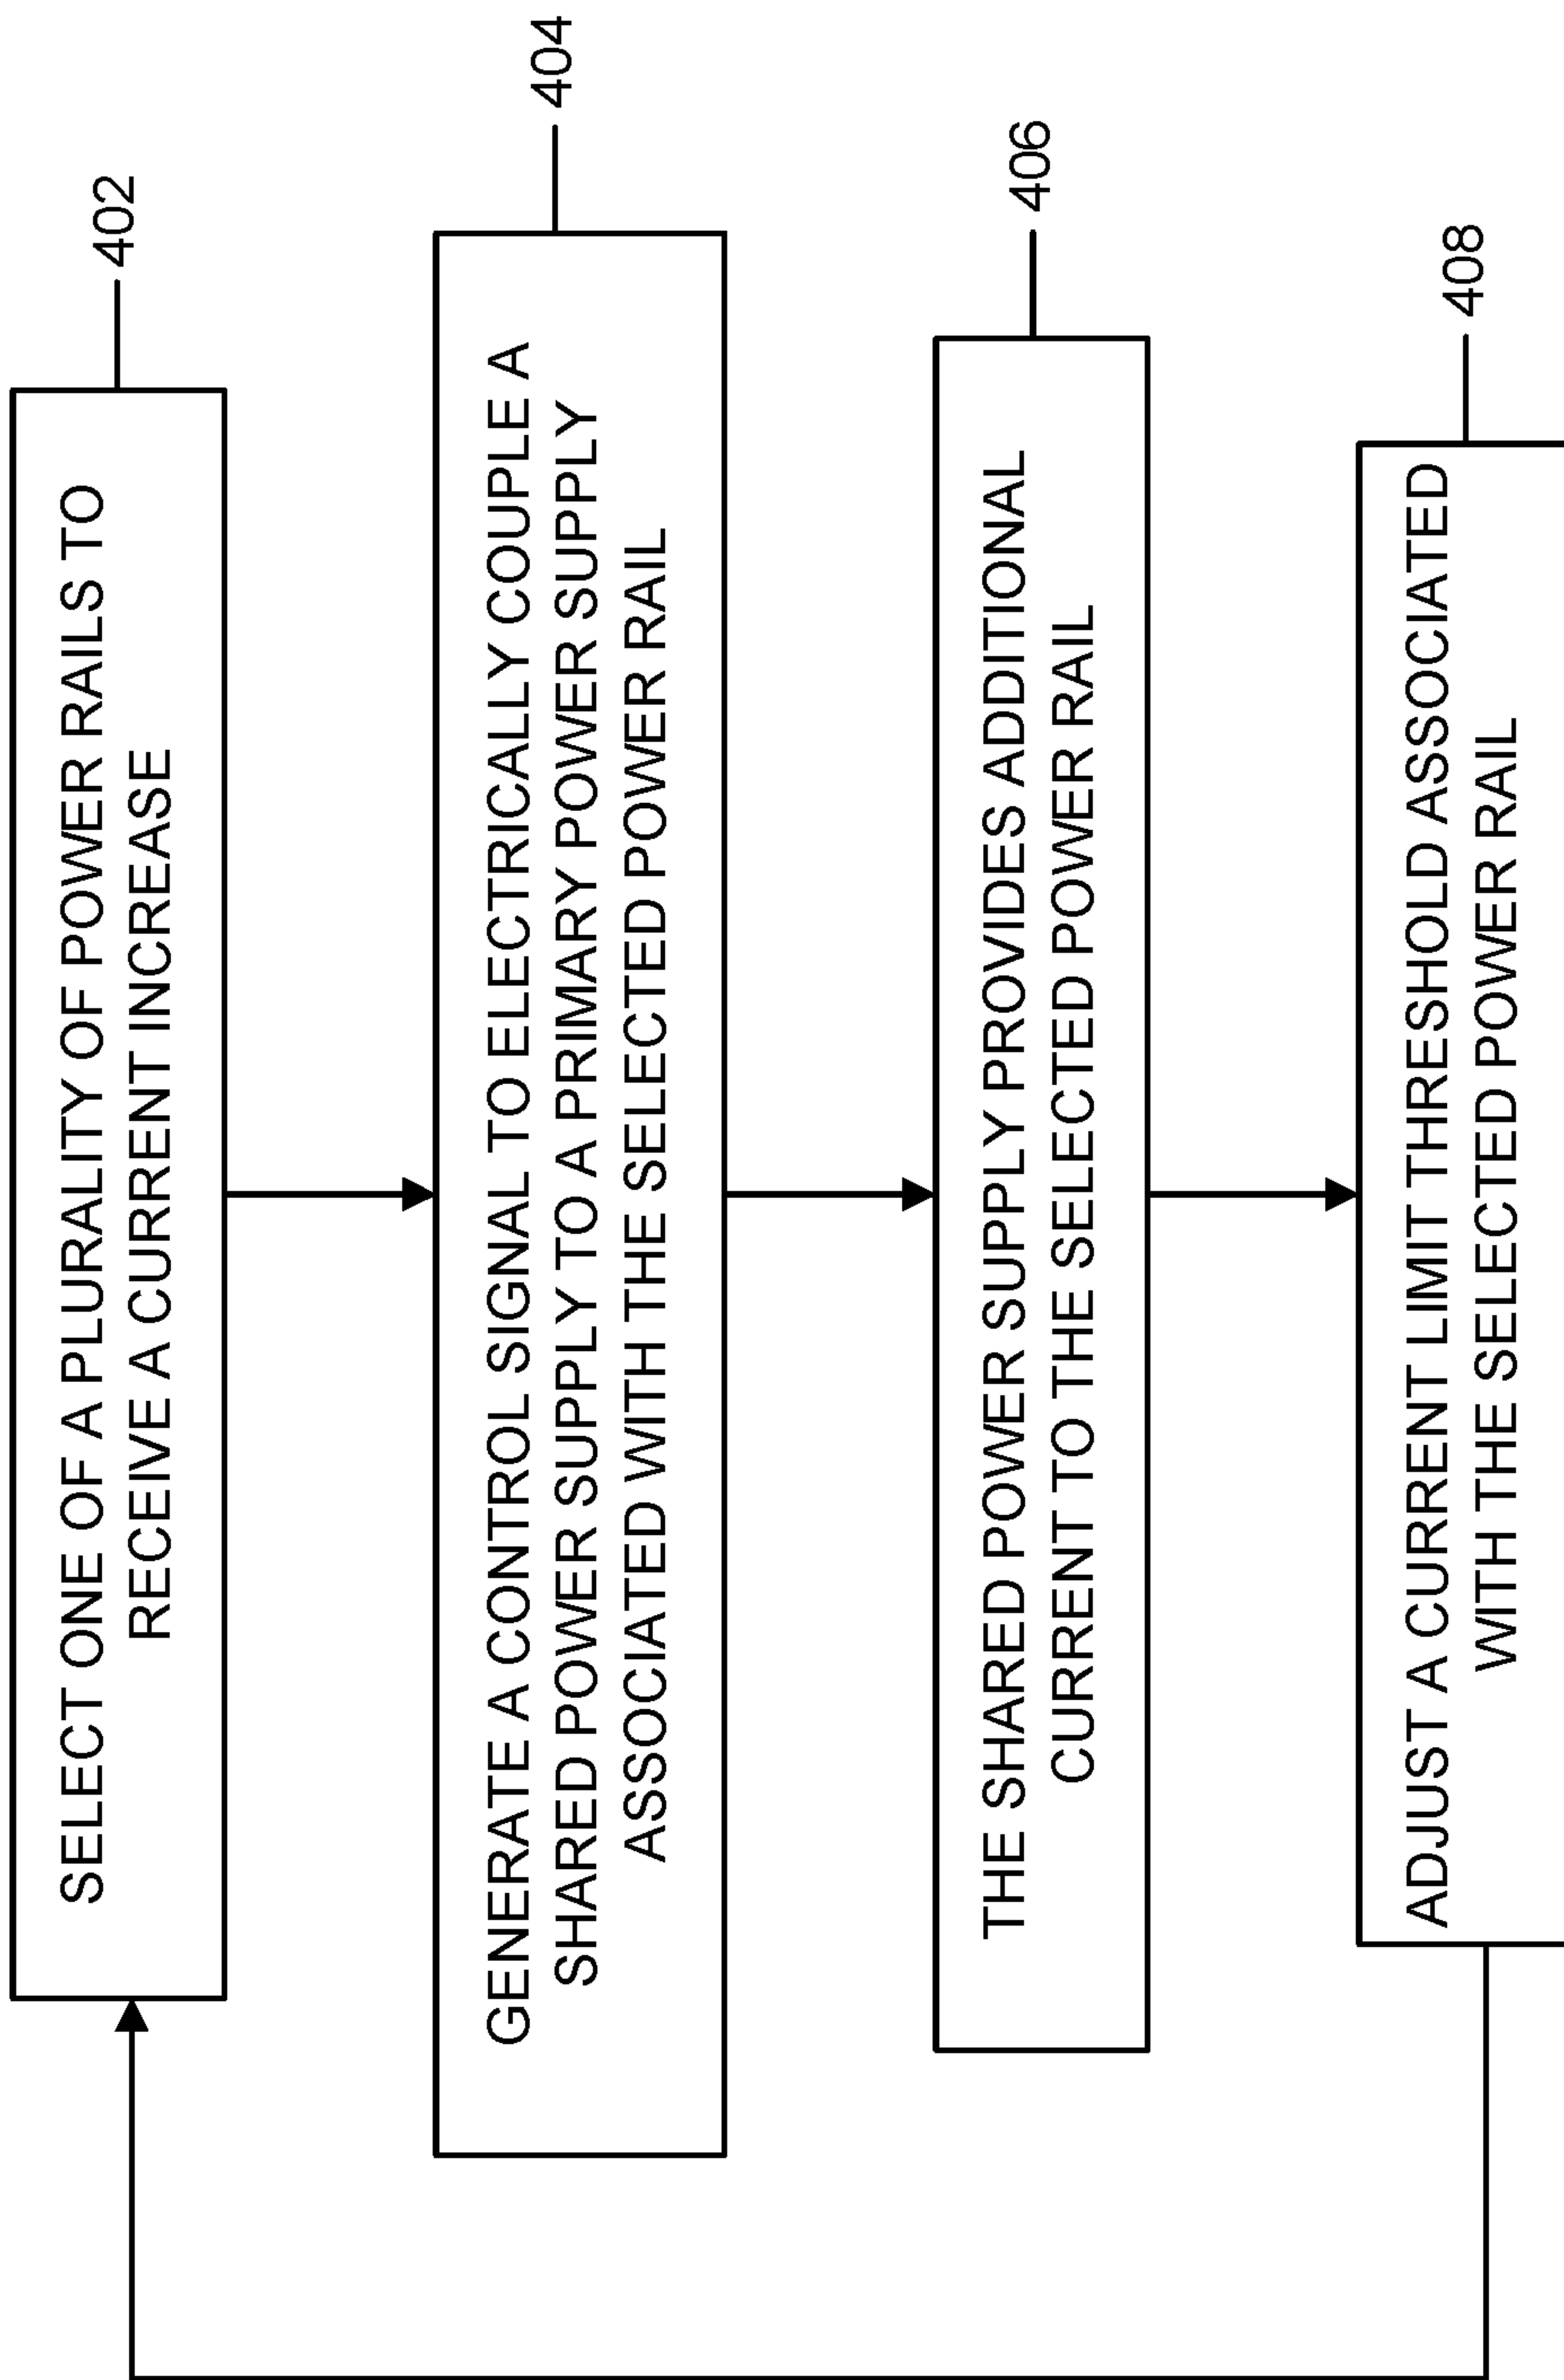 SELECT ONE OF A PLURALITY OF POWER RAILS TO
RECEIVE A CURRENT INCREASE
402
GENERATE A CONTROL SIGNAL TO ELECTRICALLY COUPLE A
SHARED POWER SUPPLY TO A PRIMARY POWER SUPPLY
ASSOCIATED WITH THE SELECTED POWER RAIL
404
THE SHARED POWER SUPPLY PROVIDES ADDITIONAL
CURRENT TO THE SELECTED POWER RAIL
406
ADJUST A CURRENT LIMIT THRESHOLD ASSOCIATED
WITH THE SELECTED POWER RAIL
408